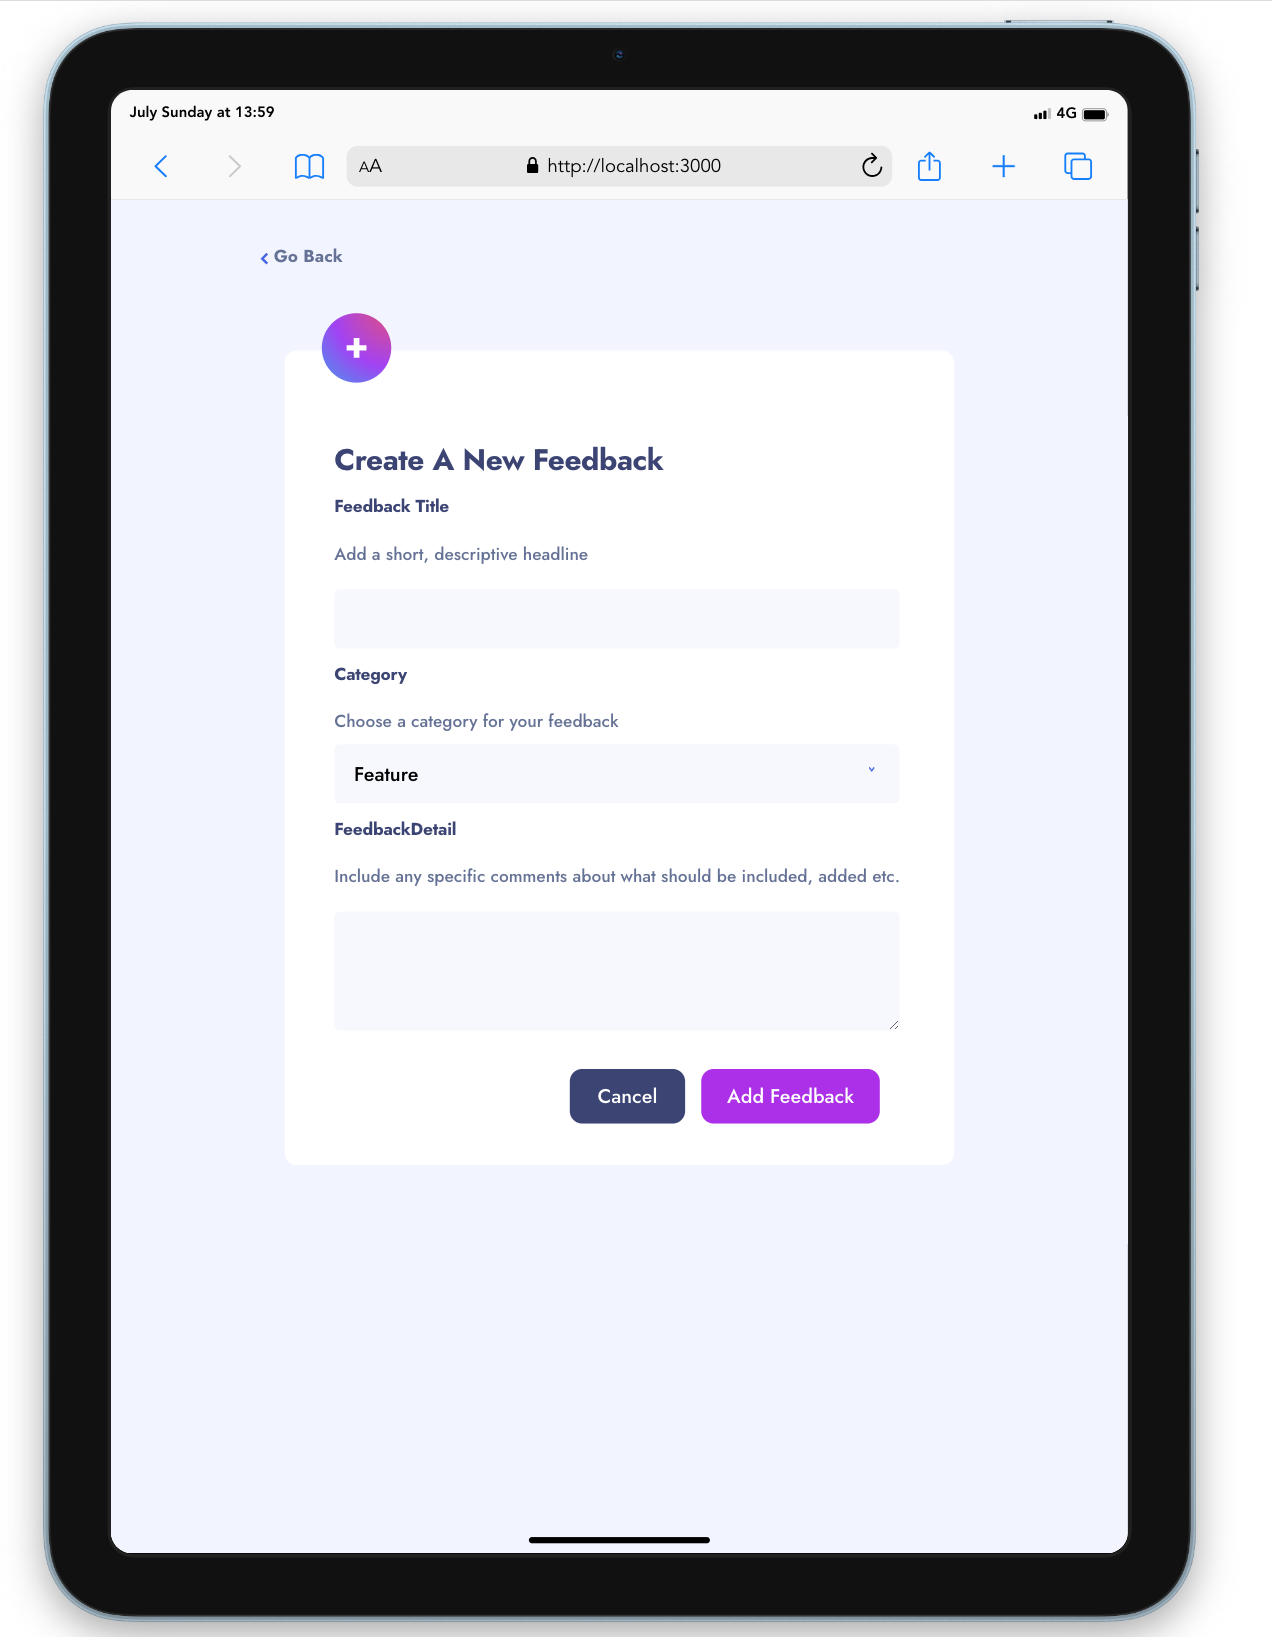 July Sunday at 13:59
4G
AA
http://localhost:3000
Go Back
Create A New Feedback
Feedback Title
Add a short, descriptive headline
Category
Choose a category for your feedback
Feature
FeedbackDetail
Include any specific comments about what should be included, added etc.
Cancel
Add Feedback